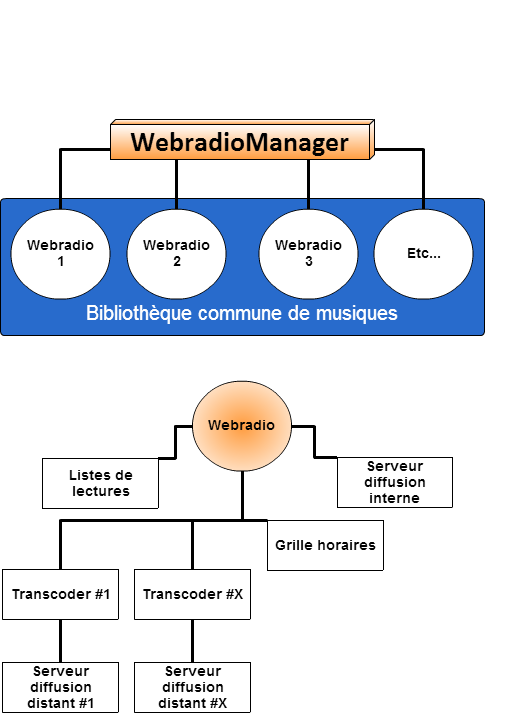 WebradioManager
Webradio
1
Webradio
2
Webradio
3
Etc...
Bibliothèque commune de musiques
Webradio
Listes de
lectures
Serveur
diffusion
interne
Grille horaires
Transcoder #1
Transcoder #X
Serveur
diffusion
distant #1
Serveur
diffusion
distant #X